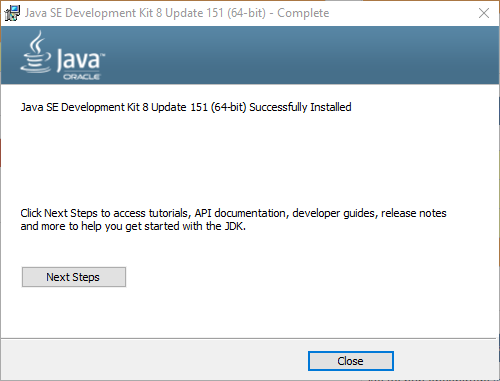 Java SE Development Kit 8 Update 151 (64-bit) - Complete
Java™
ORACLE
Java SE Development Kit 8 Update 151 (64-bit) Successfully Installed
Click Next Steps to access tutorials, API documentation, developer guides, release notes
and more to help you get started with the JDK.
Next Steps
Close